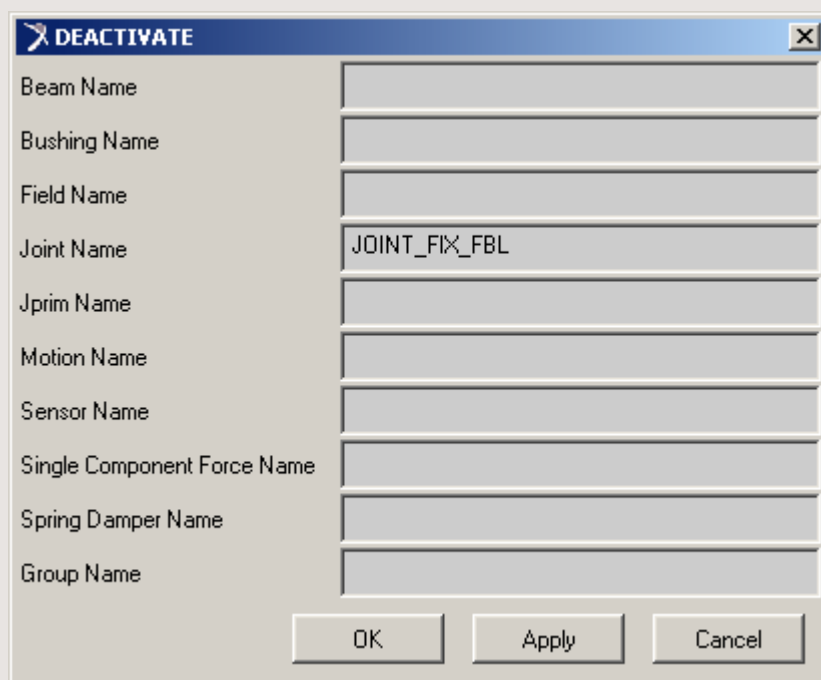 DEACTIVATE
Beam Name
Bushing Name
Field Name
Joint Name JOINT_FIX_FBL
Jprim Name
Motion Name
Sensor Name
Single Component Force Name
Spring Damper Name
Group Name
OK Apply Cancel